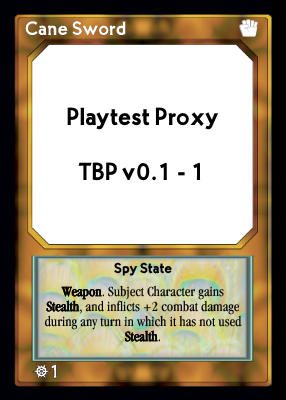 Cane Sword
Playtest Proxy
TBP v0.1 - 1
Spy State
Weapon. Subject Character gains
Stealth, and inflicts +2 combat damage
during any turn in which it has not used
Stealth.
1